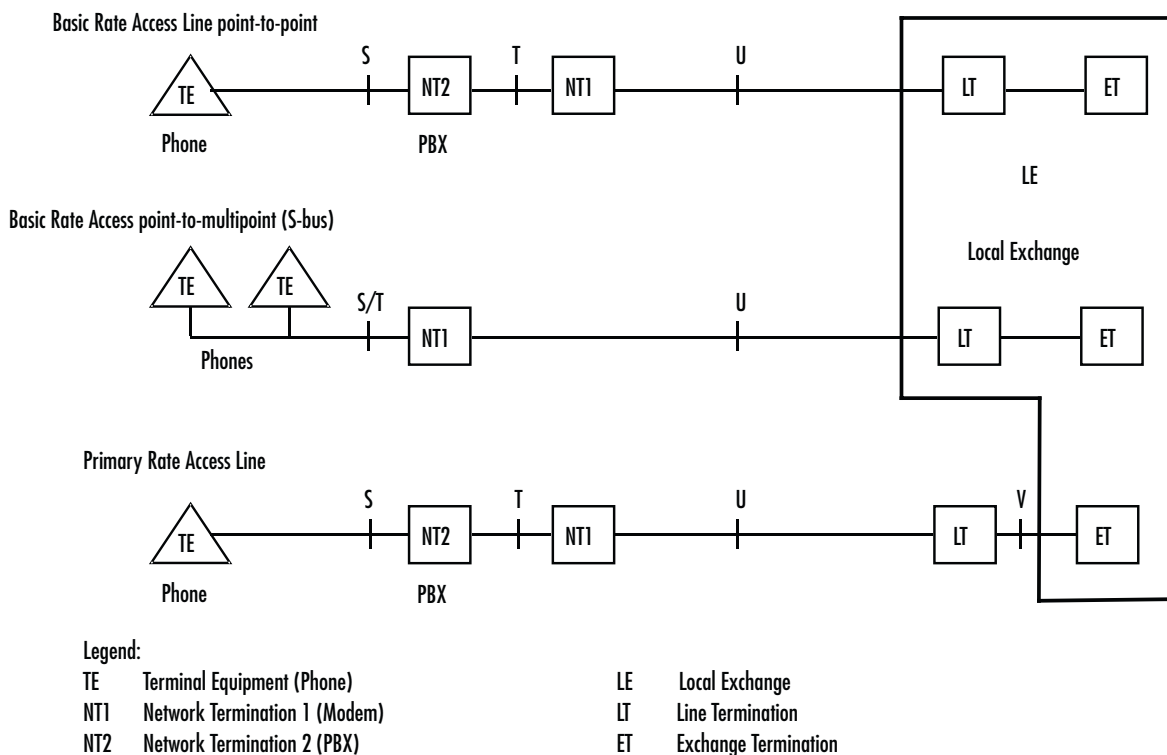 Basic Rate Access Line point-to-point
S T U
TE NT2 NT1 LT ET
Phone PBX
LE
Basic Rate Access point-to-multipoint (S-bus)
Local Exchange
TE TE
S/T U
NT1 LT ET
Phones
Primary Rate Access Line
S T U V
TE NT2 NT1 LT ET
Phone PBX
Legend:
TE Terminal Equipment (Phone) LE Local Exchange
NT1 Network Termination 1 (Modem) LT Line Termination
NT2 Network Termination 2 (PBX) ET Exchange Termination